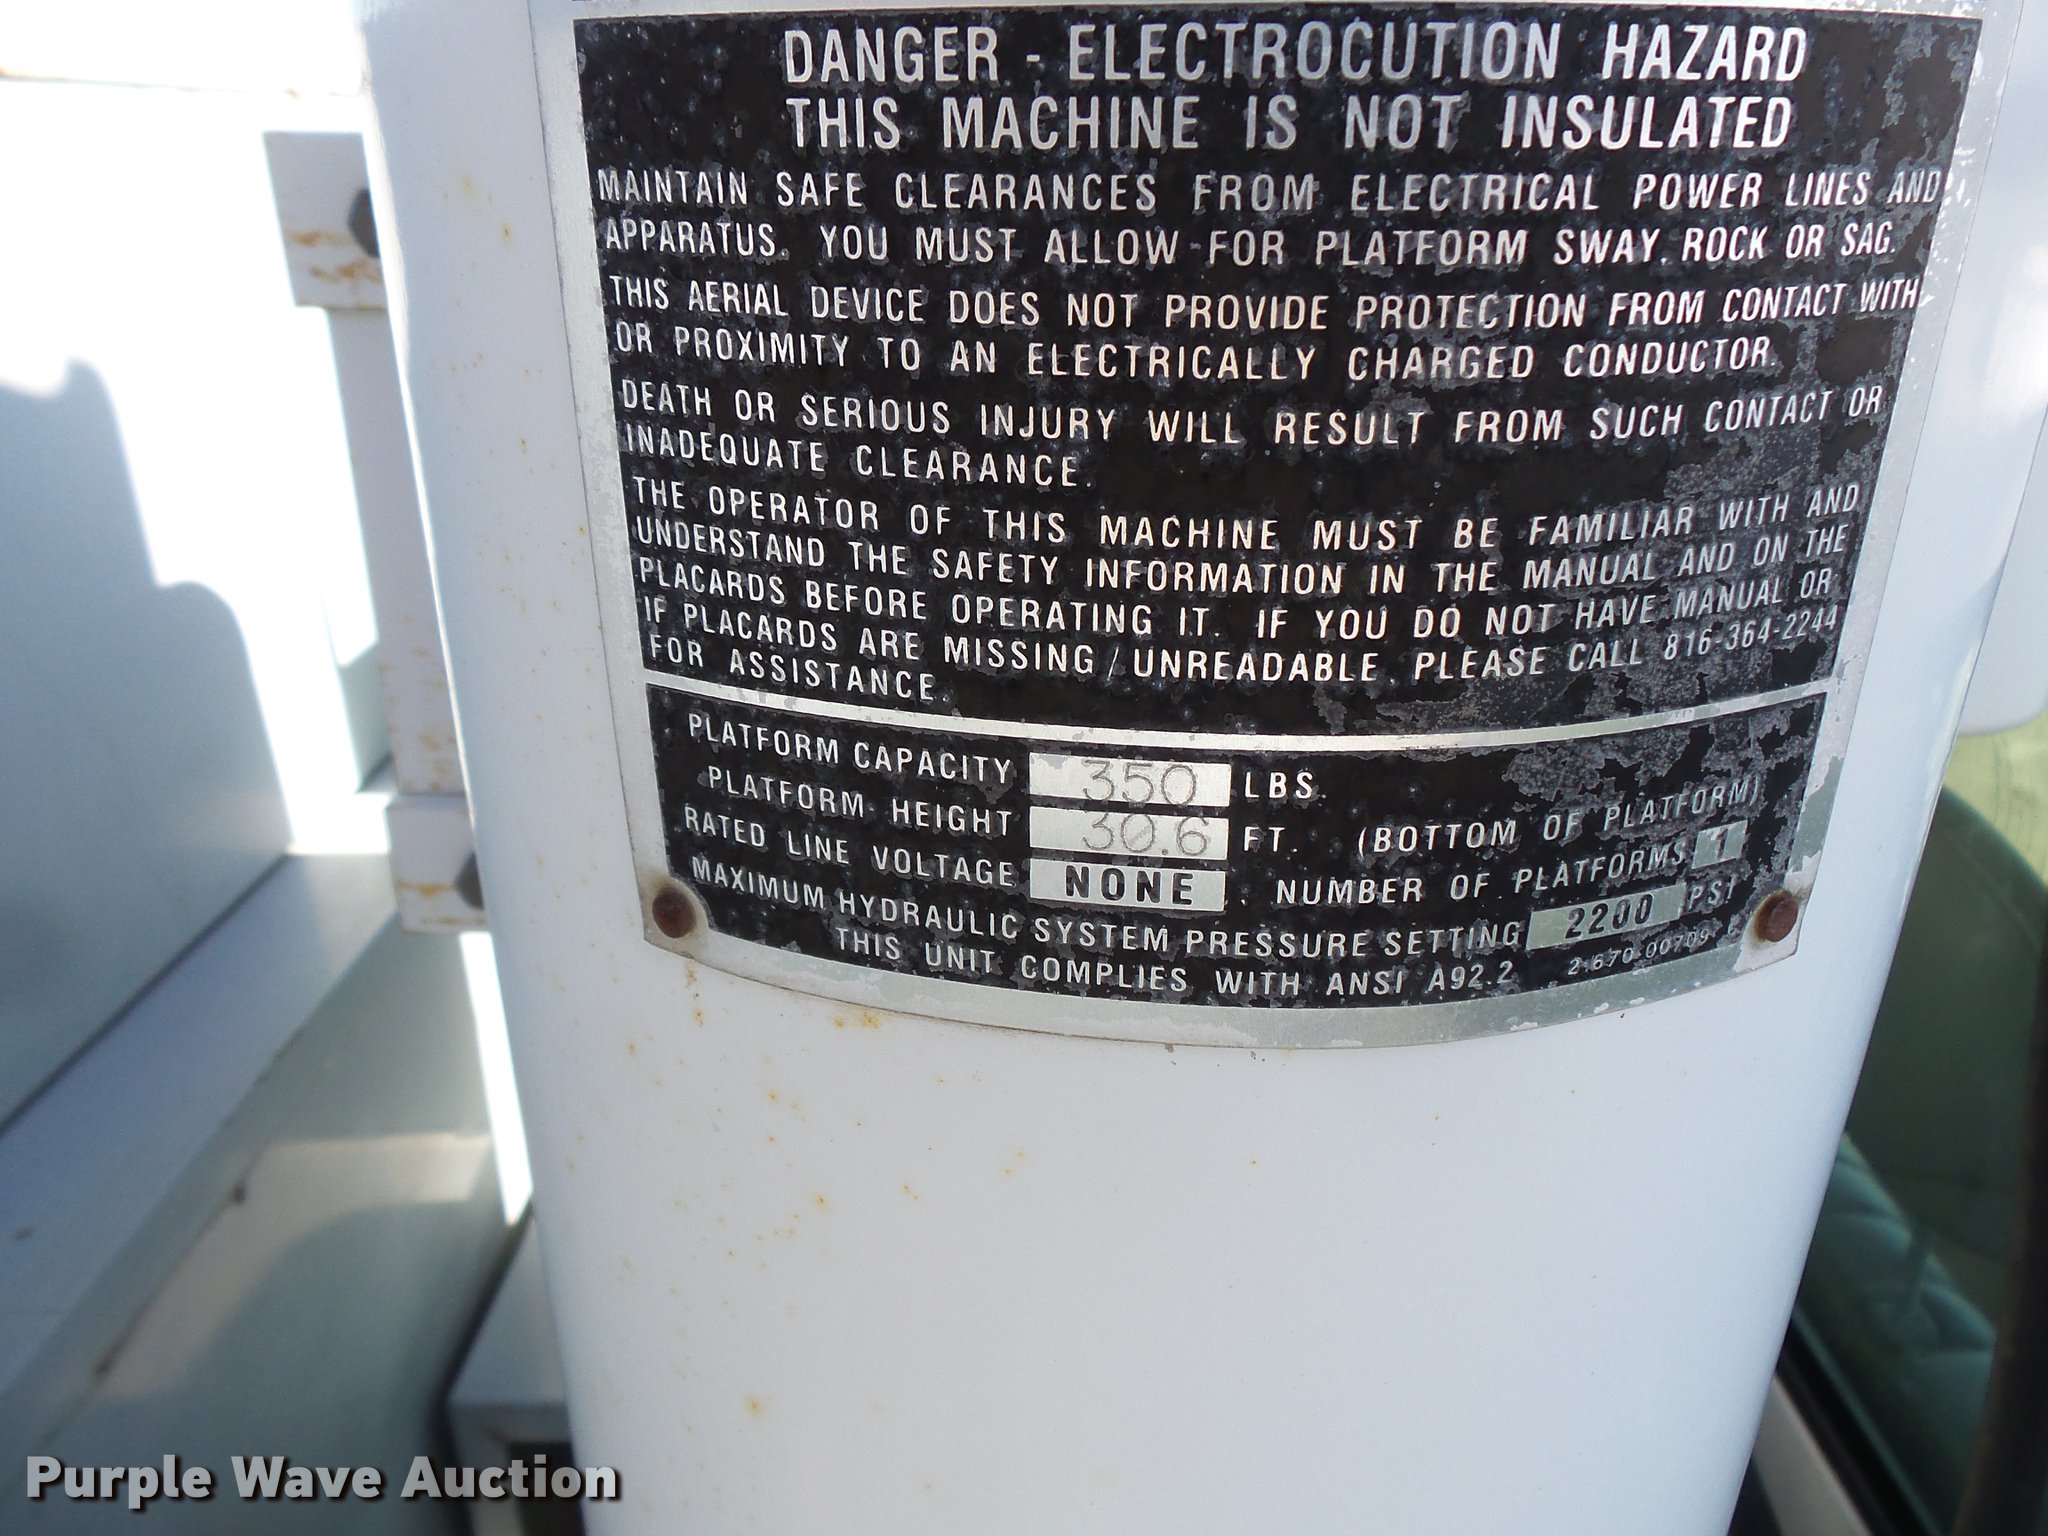 DANGER - ELECTROCUTION HAZARD
THIS MACHINE IS NOT INSULATED
MAINTAIN SAFE CLEARANCES FROM ELECTRICAL POWER LINES AND
APPARATUS. YOU MUST ALLOW FOR PLATFORM SWAY, ROCK OR SAG.
THIS AERIAL DEVICE DOES NOT PROVIDE PROTECTION FROM CONTACT WITH
OR PROXIMITY TO AN ELECTRICALLY CHARGED CONDUCTOR.
DEATH OR SERIOUS INJURY WILL RESULT FROM SUCH CONTACT OR
INADEQUATE CLEARANCE.
THE OPERATOR OF THIS MACHINE MUST BE FAMILIAR WITH AND
UNDERSTAND THE SAFETY INFORMATION IN THE MANUAL AND ON THE
PLACARDS BEFORE OPERATING IT. IF YOU DO NOT HAVE MANUAL OR
IF PLACARDS ARE MISSING/UNREADABLE, PLEASE CALL 816-364-2244
FOR ASSISTANCE.
PLATFORM CAPACITY 350 LBS.
PLATFORM HEIGHT 30.6 FT. (BOTTOM OF PLATFORM)
RATED LINE VOLTAGE NONE. NUMBER OF PLATFORMS 1
MAXIMUM HYDRAULIC SYSTEM PRESSURE SETTING 2200 PSI
THIS UNIT COMPLIES WITH ANSI A92.2 2-670-00709
Purple Wave Auction